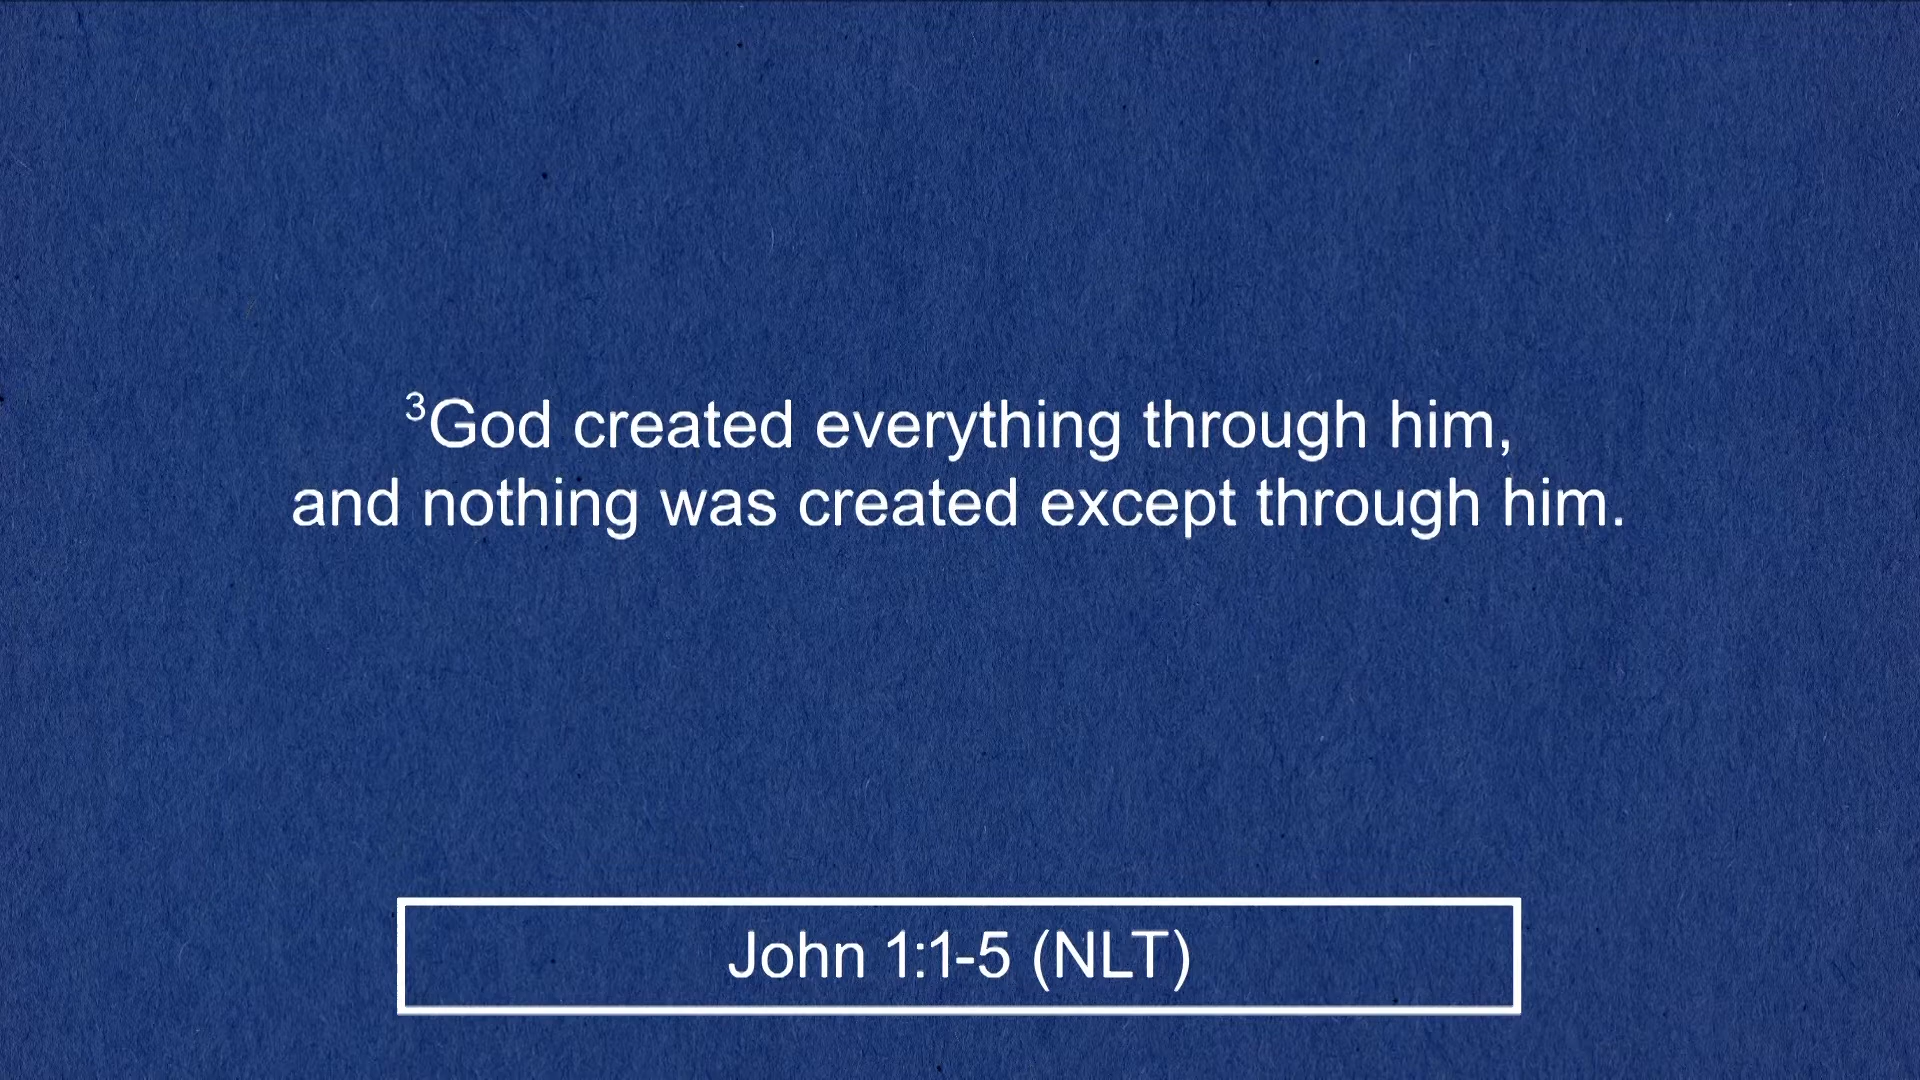 ³God created everything through him,
and nothing was created except through him.
John 1:1-5 (NLT)